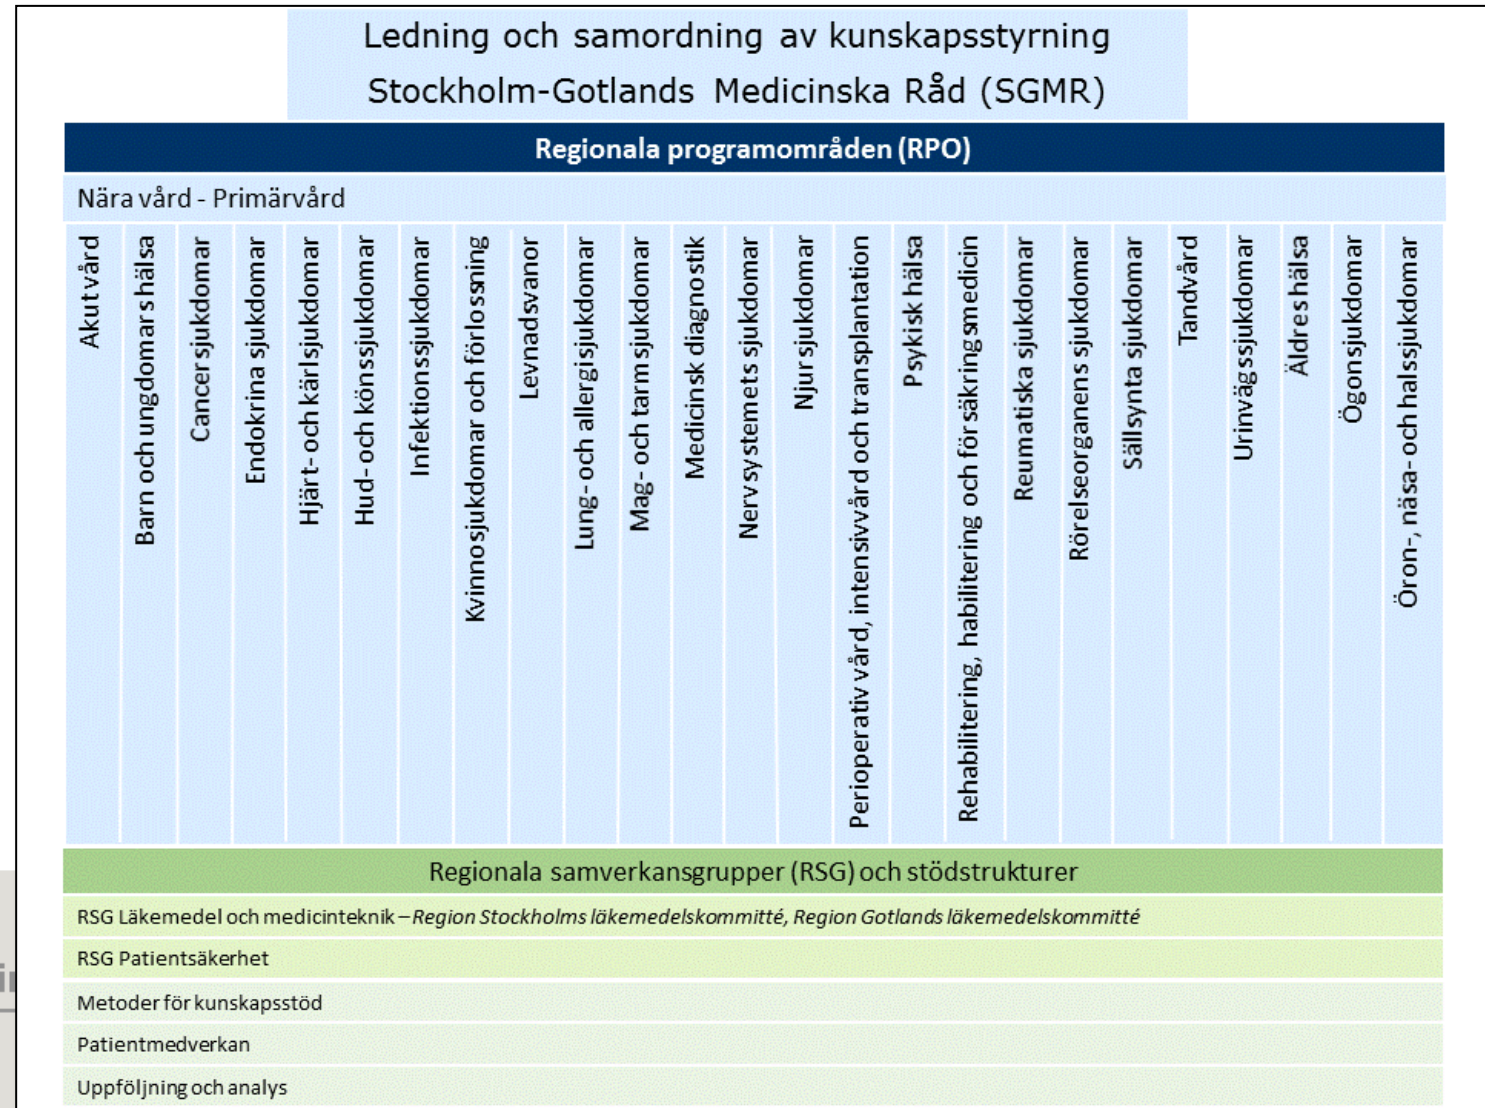 Ledning och samordning av kunskapsstyrning
Stockholm-Gotlands Medicinska Råd (SGMR)
Regionala programområden (RPO)
Nära vård - Primärvård
Akutvård
Barn och ungdomars hälsa
Cancersjukdomar
Endokrina sjukdomar
Hjärt- och kärlsjukdomar
Hud- och könssjukdomar
Infektionssjukdomar
Kvinnosjukdomar och förlossning
Levnadsvanor
Lung- och allergisjukdomar
Mag- och tarmsjukdomar
Medicinsk diagnostik
Nervsystemets sjukdomar
Njursjukdomar
Perioperativ vård, intensivvård och transplantation
Psykisk hälsa
Rehabilitering, habilitering och försäkringsmedicin
Reumatiska sjukdomar
Rörelseorganens sjukdomar
Sällsynta sjukdomar
Tandvård
Urinvägssjukdomar
Äldres hälsa
Ögonsjukdomar
Öron-, näsa- och halssjukdomar
Regionala samverkansgrupper (RSG) och stödstrukturer
RSG Läkemedel och medicinteknik – Region Stockholms läkemedelskommitté, Region Gotlands läkemedelskommitté
RSG Patientsäkerhet
Metoder för kunskapsstöd
Patientmedverkan
Uppföljning och analys